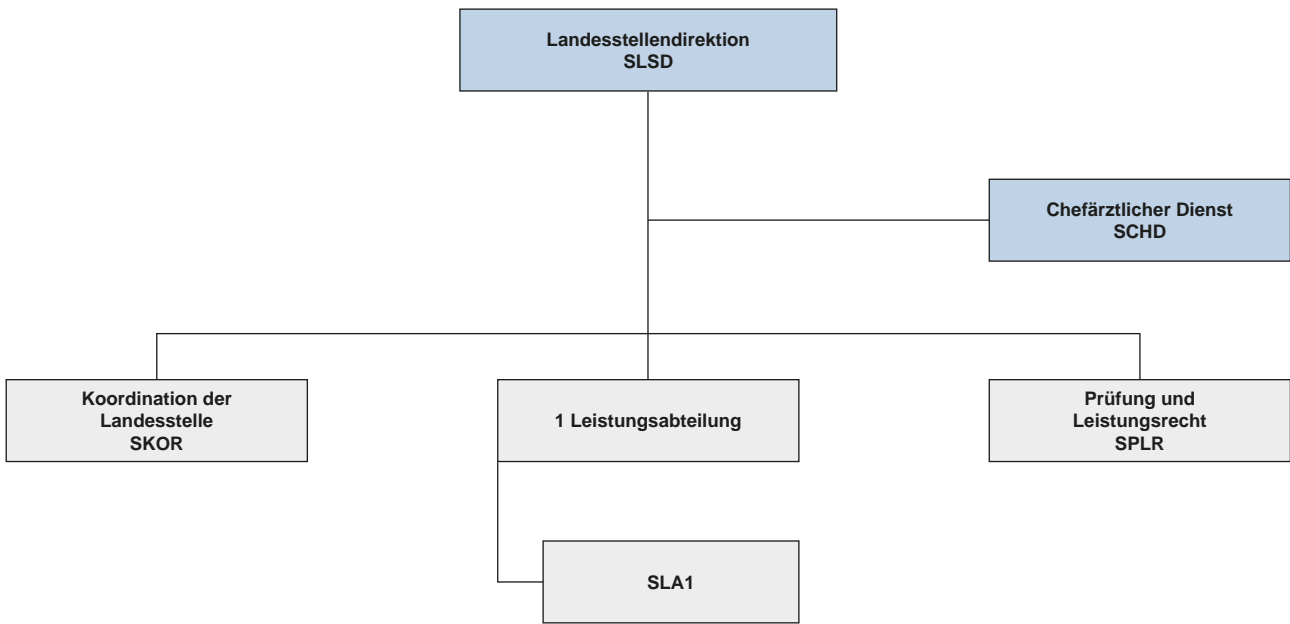 Landesstellendirektion
SLSD
Chefärztlicher Dienst
SCHD
Koordination der
Landesstelle
SKOR
1 Leistungsabteilung
Prüfung und
Leistungsrecht
SPLR
SLA1